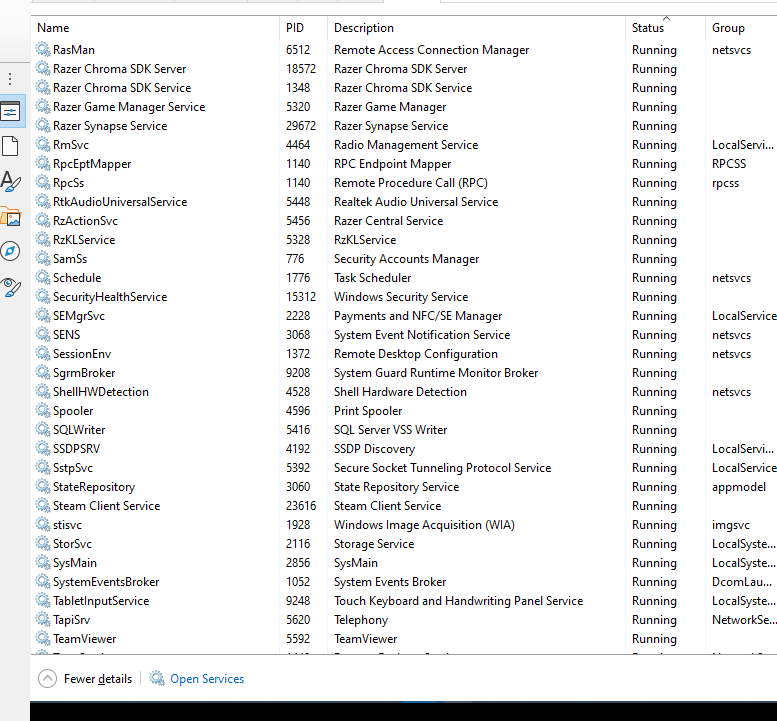 Name PID Description Status Group
RasMan 6512 Remote Access Connection Manager Running netsvcs
Razer Chroma SDK Server 18572 Razer Chroma SDK Server Running
Razer Chroma SDK Service 1348 Razer Chroma SDK Service Running
Razer Game Manager Service 5320 Razer Game Manager Running
Razer Synapse Service 29672 Razer Synapse Service Running
RmSvc 4464 Radio Management Service Running LocalServi...
RpcEptMapper 1140 RPC Endpoint Mapper Running RPCSS
RpcSs 1140 Remote Procedure Call (RPC) Running rpcss
RtkAudioUniversalService 5448 Realtek Audio Universal Service Running
RzActionSvc 5456 Razer Central Service Running
RzKLService 5328 RzKLService Running
SamSs 776 Security Accounts Manager Running
Schedule 1776 Task Scheduler Running netsvcs
SecurityHealthService 15312 Windows Security Service Running
SEMgrSvc 2228 Payments and NFC/SE Manager Running LocalService
SENS 3068 System Event Notification Service Running netsvcs
SessionEnv 1372 Remote Desktop Configuration Running netsvcs
SgrmBroker 9208 System Guard Runtime Monitor Broker Running
ShellHWDetection 4528 Shell Hardware Detection Running netsvcs
Spooler 4596 Print Spooler Running
SQLWriter 5416 SQL Server VSS Writer Running
SSDPSRV 4192 SSDP Discovery Running LocalServi...
SstpSvc 5392 Secure Socket Tunneling Protocol Service Running LocalService
StateRepository 3060 State Repository Service Running appmodel
Steam Client Service 23616 Steam Client Service Running
stisvc 1928 Windows Image Acquisition (WIA) Running imgsvc
StorSvc 2116 Storage Service Running LocalSyste...
SysMain 2856 SysMain Running LocalSyste...
SystemEventsBroker 1052 System Events Broker Running DcomLau...
TabletInputService 9248 Touch Keyboard and Handwriting Panel Service Running LocalSyste...
TapiSrv 5620 Telephony Running NetworkSe...
TeamViewer 5592 TeamViewer Running
Fewer details Open Services